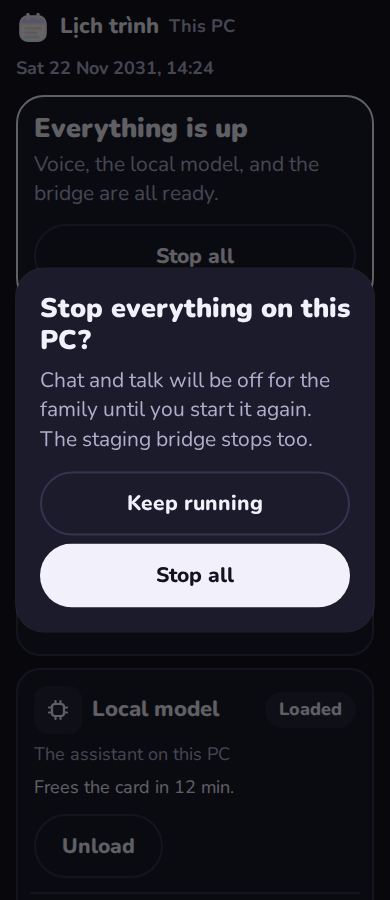 Lịch trình This PC
Sat 22 Nov 2031, 14:24
Everything is up
Voice, the local model, and the
bridge are all ready.
Stop all
Stop everything on this
PC?
Chat and talk will be off for the
family until you start it again.
The staging bridge stops too.
Keep running
Stop all
Local model Loaded
The assistant on this PC
Frees the card in 12 min.
Unload